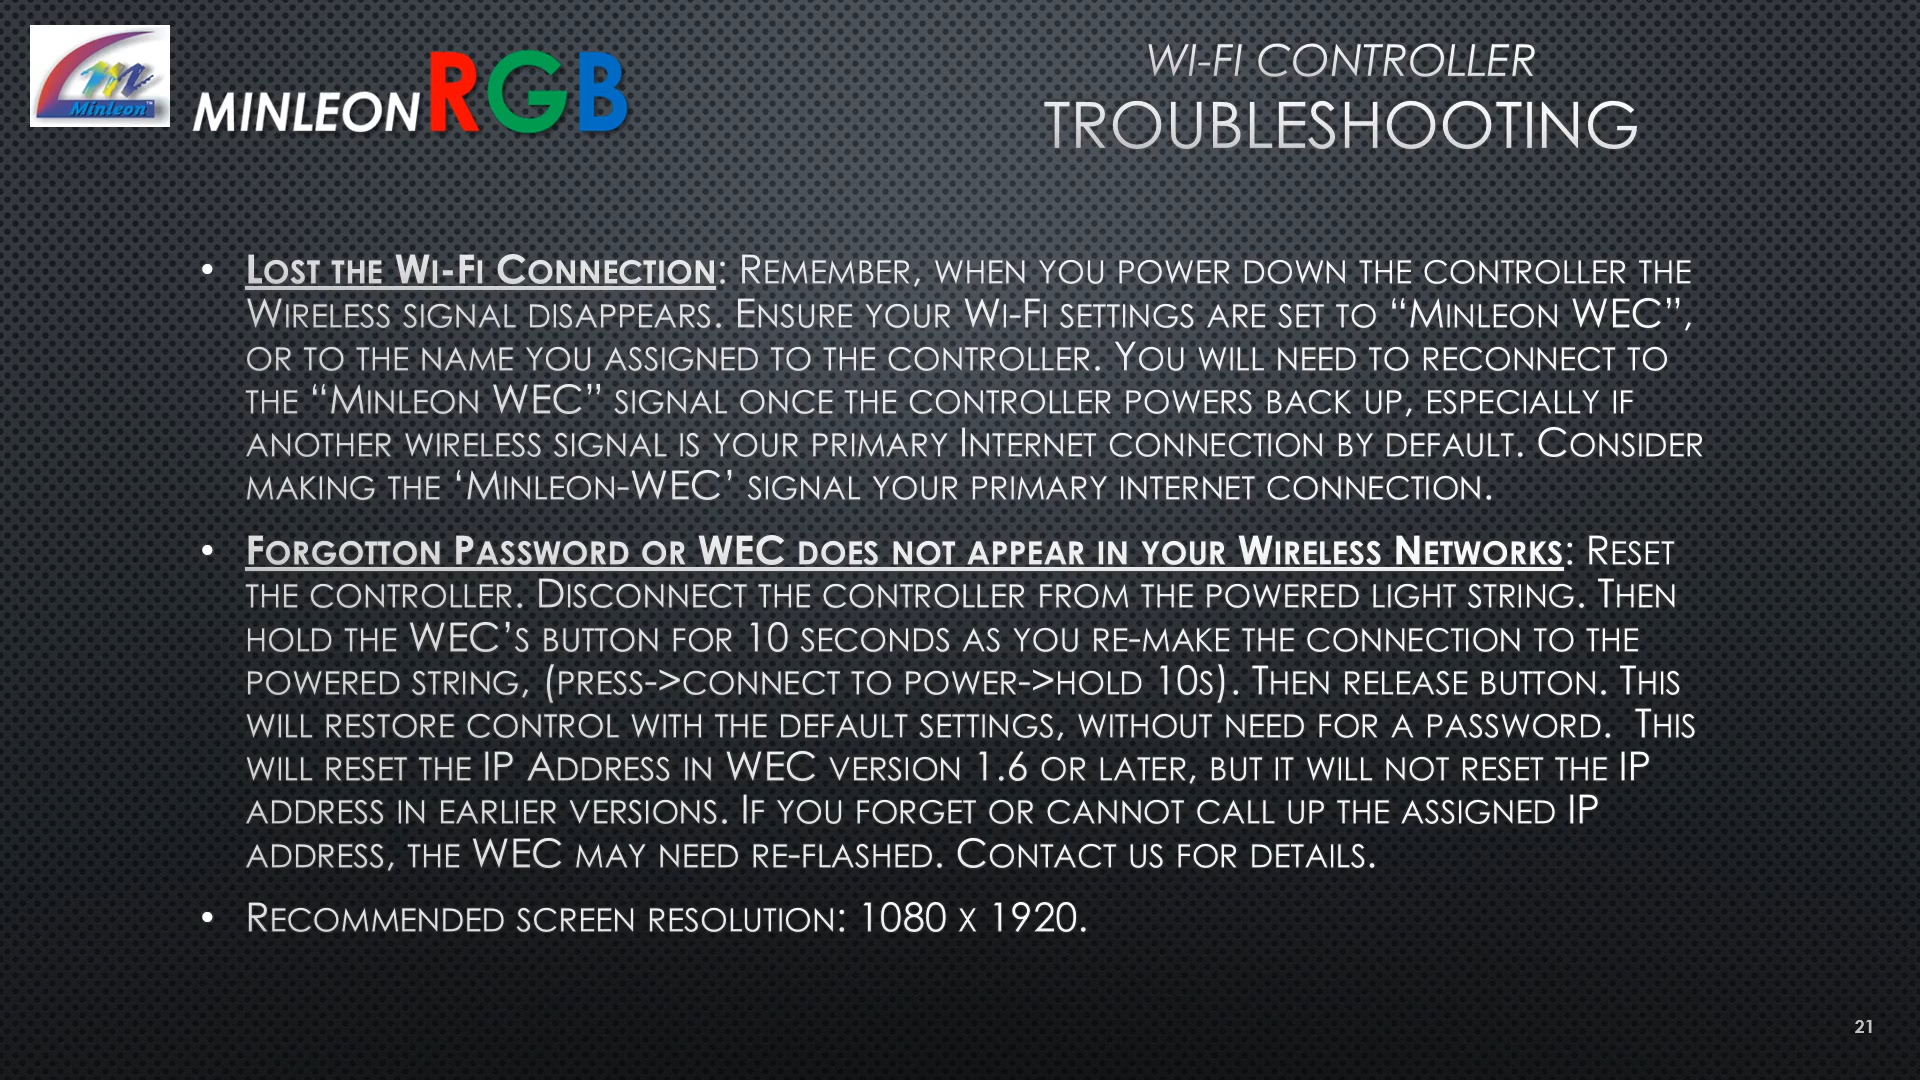 Minleon™
MINLEON RGB
WI-FI CONTROLLER
TROUBLESHOOTING
• Lost the Wi-Fi Connection: Remember, when you power down the controller the
Wireless signal disappears. Ensure your Wi-Fi settings are set to “Minleon WEC”,
or to the name you assigned to the controller. You will need to reconnect to
the “Minleon WEC” signal once the controller powers back up, especially if
another wireless signal is your primary Internet connection by default. Consider
making the ‘Minleon-WEC’ signal your primary internet connection.
• Forgotton Password or WEC does not appear in your Wireless Networks: Reset
the controller. Disconnect the controller from the powered light string. Then
hold the WEC’s button for 10 seconds as you re-make the connection to the
powered string, (press->connect to power->hold 10s). Then release button. This
will restore control with the default settings, without need for a password. This
will reset the IP Address in WEC version 1.6 or later, but it will not reset the IP
address in earlier versions. If you forget or cannot call up the assigned IP
address, the WEC may need re-flashed. Contact us for details.
• Recommended screen resolution: 1080 x 1920.
21